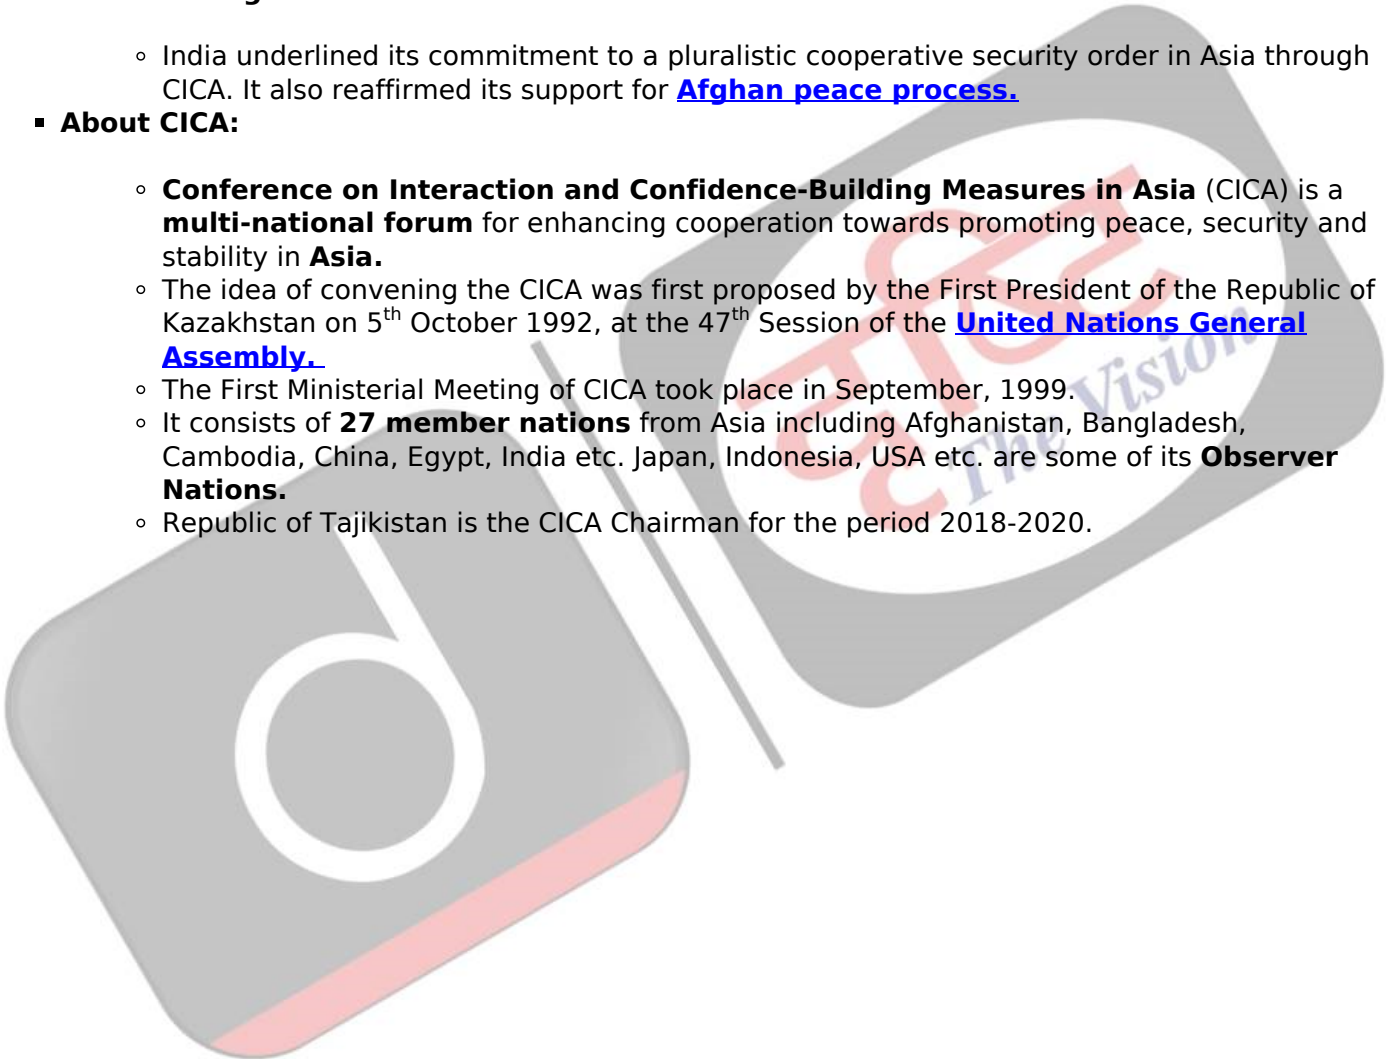 India underlined its commitment to a pluralistic cooperative security order in Asia through
CICA. It also reaffirmed its support for Afghan peace process.
About CICA:
Conference on Interaction and Confidence-Building Measures in Asia (CICA) is a
multi-national forum for enhancing cooperation towards promoting peace, security and
stability in Asia.
The idea of convening the CICA was first proposed by the First President of the Republic of
Kazakhstan on 5th October 1992, at the 47th Session of the United Nations General
Assembly.
The First Ministerial Meeting of CICA took place in September, 1999.
It consists of 27 member nations from Asia including Afghanistan, Bangladesh,
Cambodia, China, Egypt, India etc. Japan, Indonesia, USA etc. are some of its Observer
Nations.
Republic of Tajikistan is the CICA Chairman for the period 2018-2020.
दृष्टि
The Vision
d